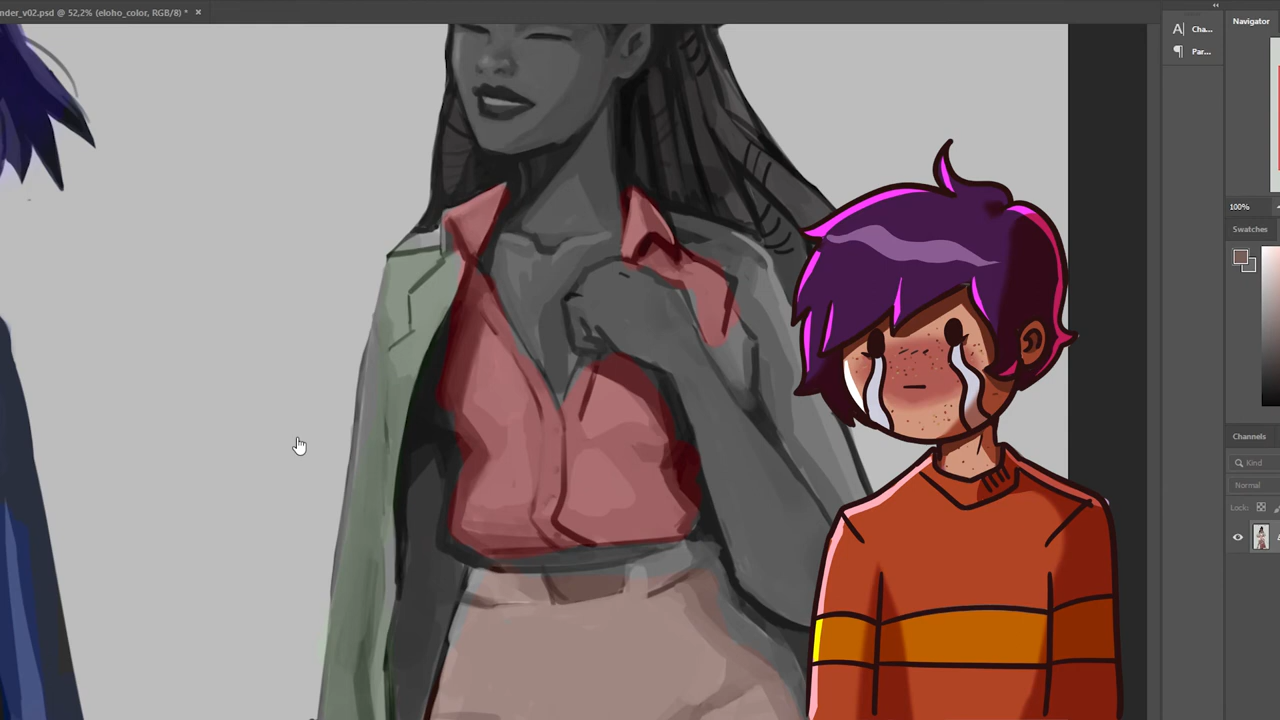 nder_v02.psd @ 52,2% (eloho_color, RGB/8) *
Cha...
Par...
Navigator
100%
Swatches
Channels
Kind
Normal
Lock: